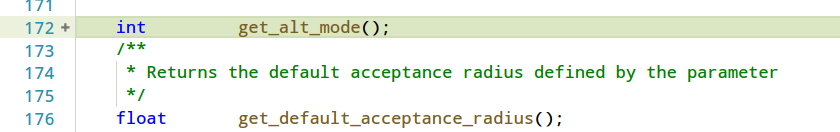 171
172 + int get_alt_mode();
173 /**
174 * Returns the default acceptance radius defined by the parameter
175 */
176 float get_default_acceptance_radius();